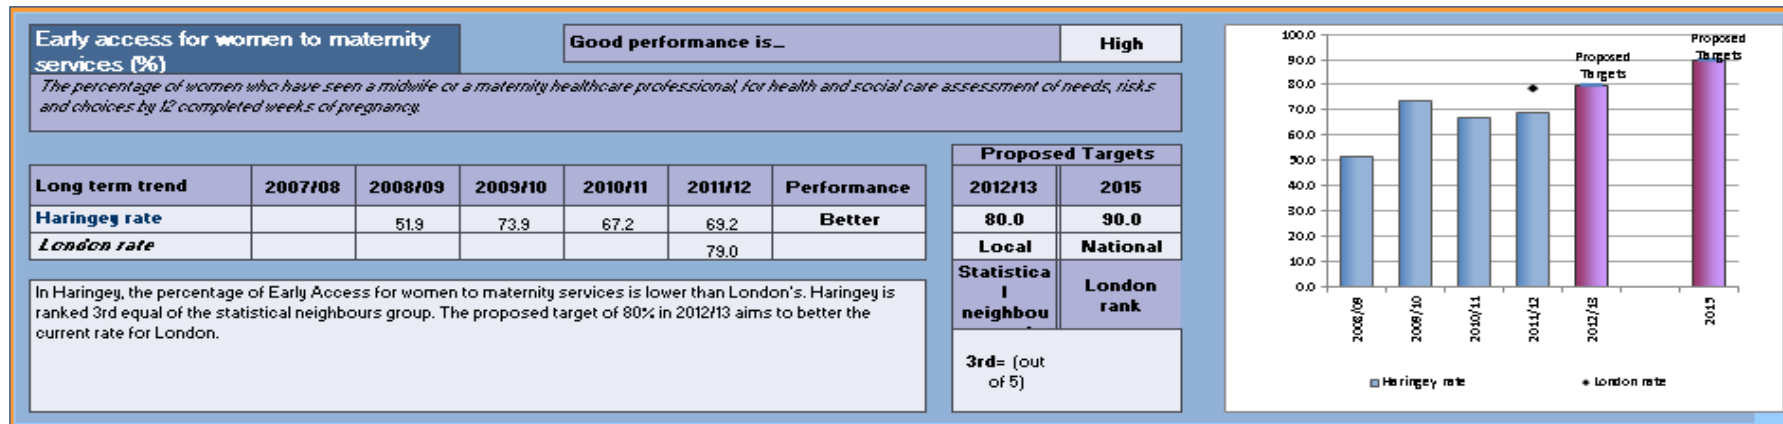 Early access for women to maternity
services (%)
Good performance is...
High
The percentage of women who have seen a midwife or a maternity healthcare professional, for health and social care assessment of needs, risks
and choices by 12 completed weeks of pregnancy.
Proposed Targets
Long term trend 2007/08 2008/09 2009/10 2010/11 2011/12 Performance 2012/13 2015
Haringey rate 51.9 73.9 67.2 69.2 Better 80.0 90.0
London rate 79.0 Local National
Statistica
l
neighbou
London
rank
In Haringey, the percentage of Early Access for women to maternity services is lower than London's. Haringey is
ranked 3rd equal of the statistical neighbours group. The proposed target of 80% in 2012/13 aims to better the
current rate for London.
3rd= (out
of 5)
100.0
90.0
80.0
70.0
60.0
50.0
40.0
30.0
20.0
10.0
0.0
Proposed
Targets
Proposed
Targets
2008/09
2009/10
2010/11
2011/12
2012/13
2015
Haringey rate
London rate